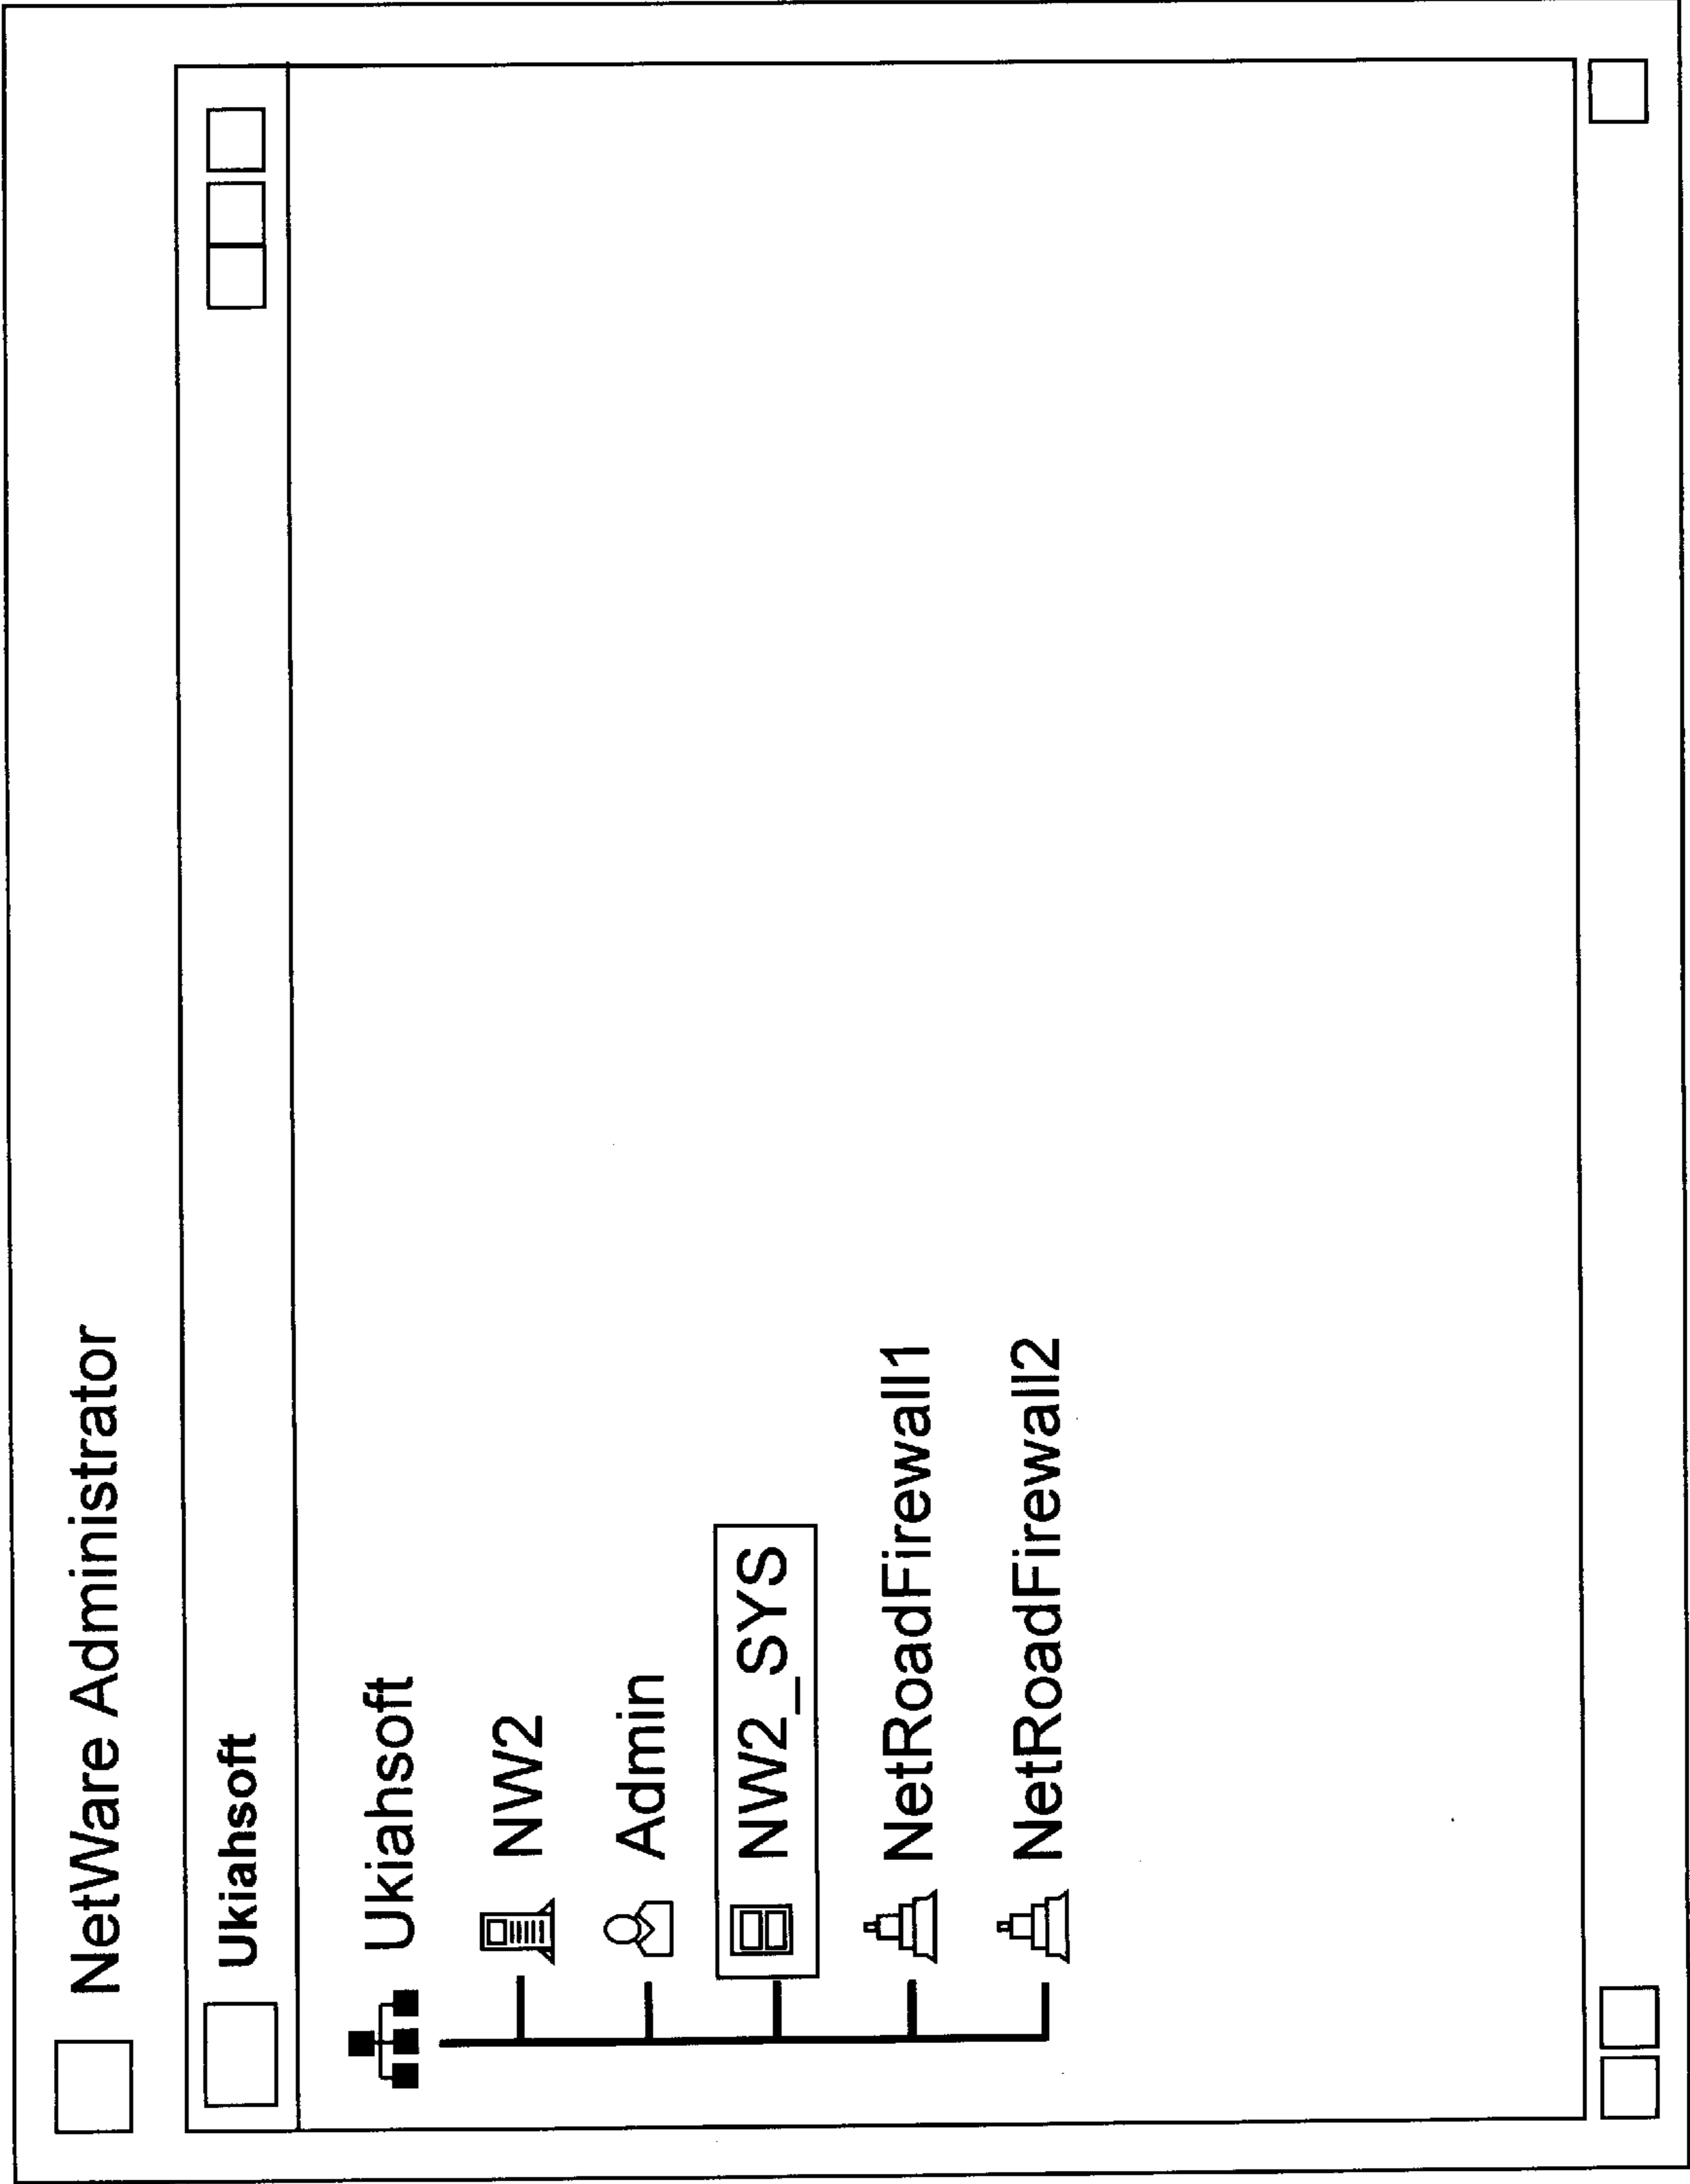 NetWare Administrator
Ukiahsoft
Ukiahsoft
NW2
Admin
NW2_SYS
NetRoadFirewall1
NetRoadFirewall2